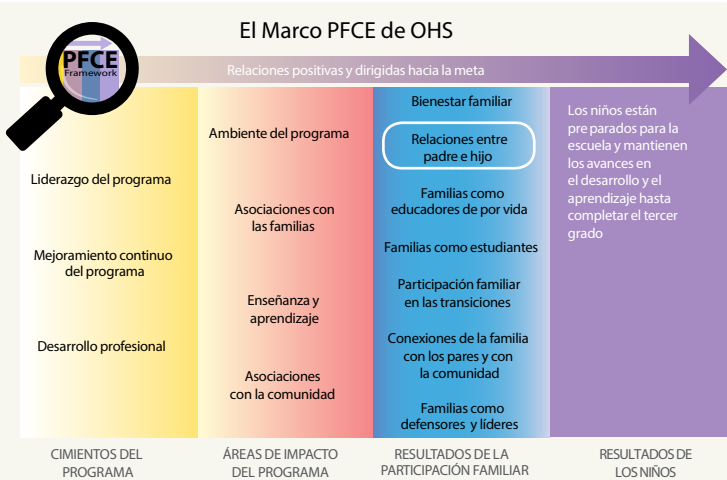 El Marco PFCE de OHS
PFCE
Framework
Relaciones positivas y dirigidas hacia la meta
Liderazgo del programa
Mejoramiento continuo
del programa
Desarrollo profesional
CIMIENTOS DEL
PROGRAMA
Ambiente del programa
Asociaciones con
las familias
Enseñanza y
aprendizaje
Asociaciones
con la comunidad
ÁREAS DE IMPACTO
DEL PROGRAMA
Bienestar familiar
Relaciones entre
padre e hijo
Familias como
educadores de por vida
Familias como estudiantes
Participación familiar
en las transiciones
Conexiones de la familia
con los pares y con
la comunidad
Familias como
defensores y líderes
RESULTADOS DE LA
PARTICIPACIÓN FAMILIAR
Los niños están
pre parados para la
escuela y mantienen
los avances en
el desarrollo y el
aprendizaje hasta
completar el tercer
grado
RESULTADOS DE
LOS NIÑOS